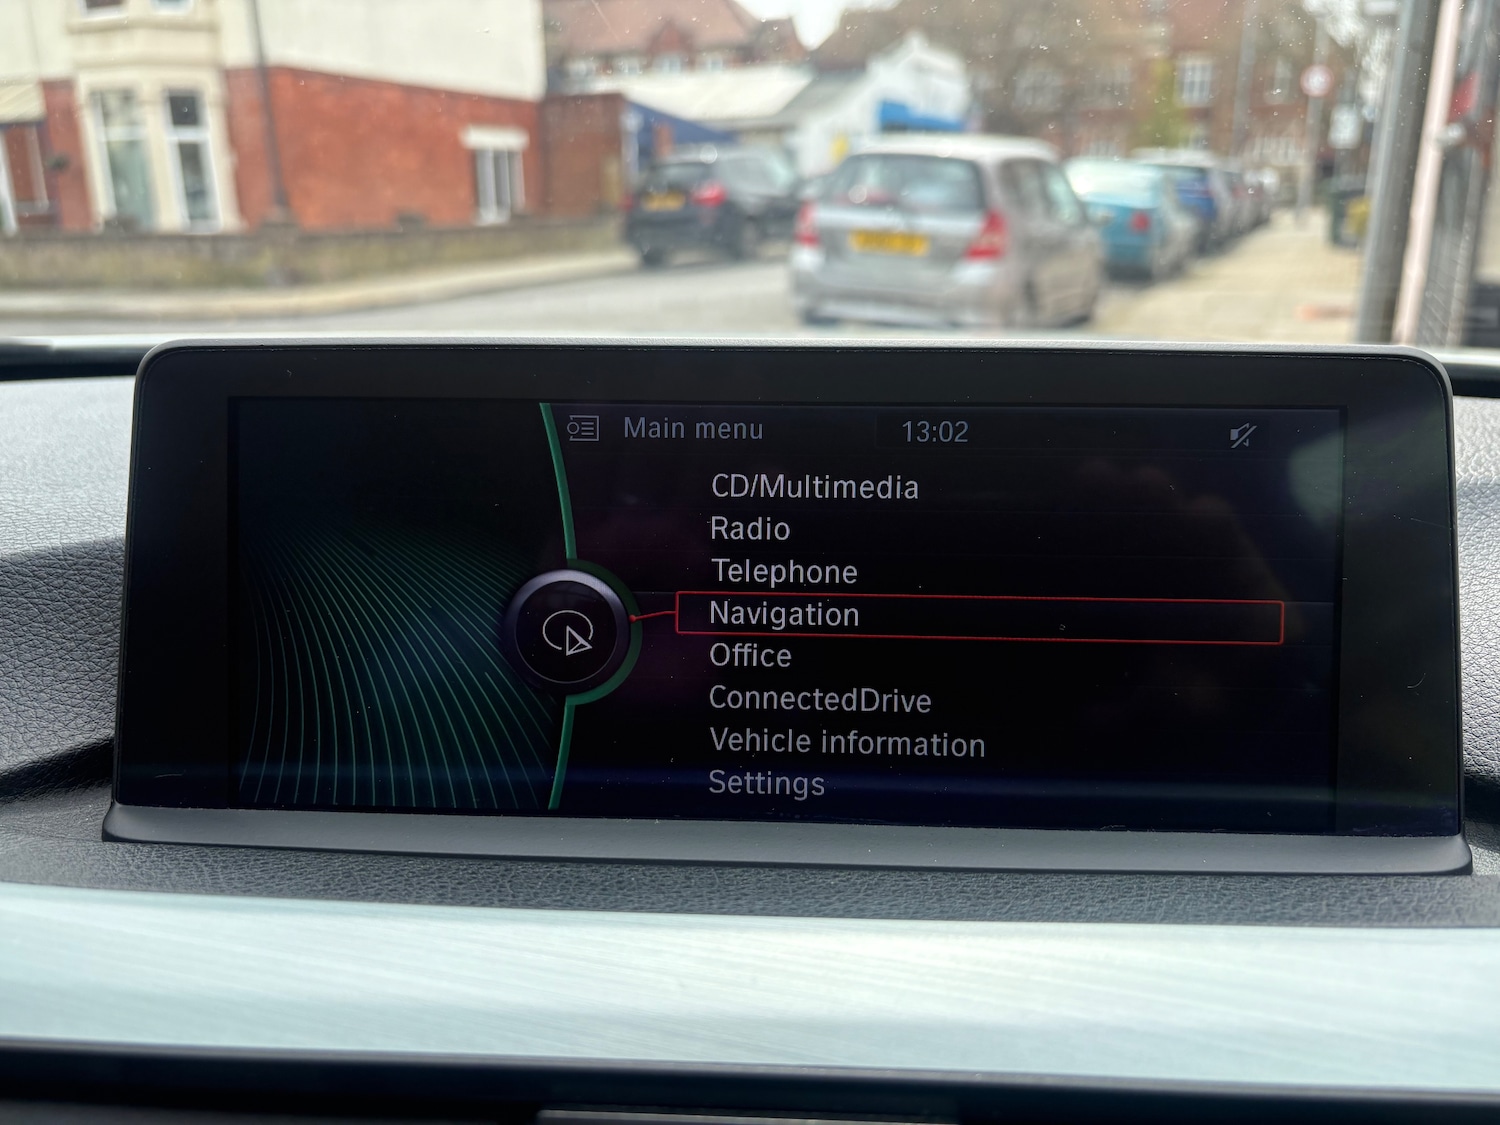 Main menu 13:02
CD/Multimedia
Radio
Telephone
Navigation
Office
ConnectedDrive
Vehicle information
Settings